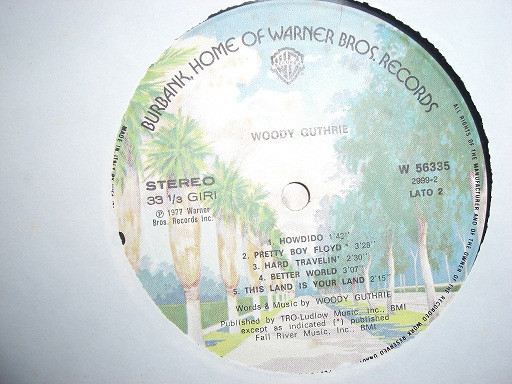 BURBANK, HOME OF WARNER BROS. RECORDS
WOODY GUTHRIE
STEREO
33 1/3 GIRI
Ⓟ 1977 Warner
Bros. Records Inc.
W 56335
2999-2
LATO 2
1. HOWDIDO 1'42"
2. PRETTY BOY FLOYD * 3'28"
3. HARD TRAVELIN' 2'30"
4. BETTER WORLD 3'07"
5. THIS LAND IS YOUR LAND 2'15"
Words & Music by WOODY GUTHRIE
Published by TRO-Ludlow Music, Inc., BMI
except as indicated (*) Published
Fall River Music, Inc., BMI
MADE IN
ALL RIGHTS OF THE MANUFACTURER AND OF THE OWNER OF THE RECORDED WORK RESERVED